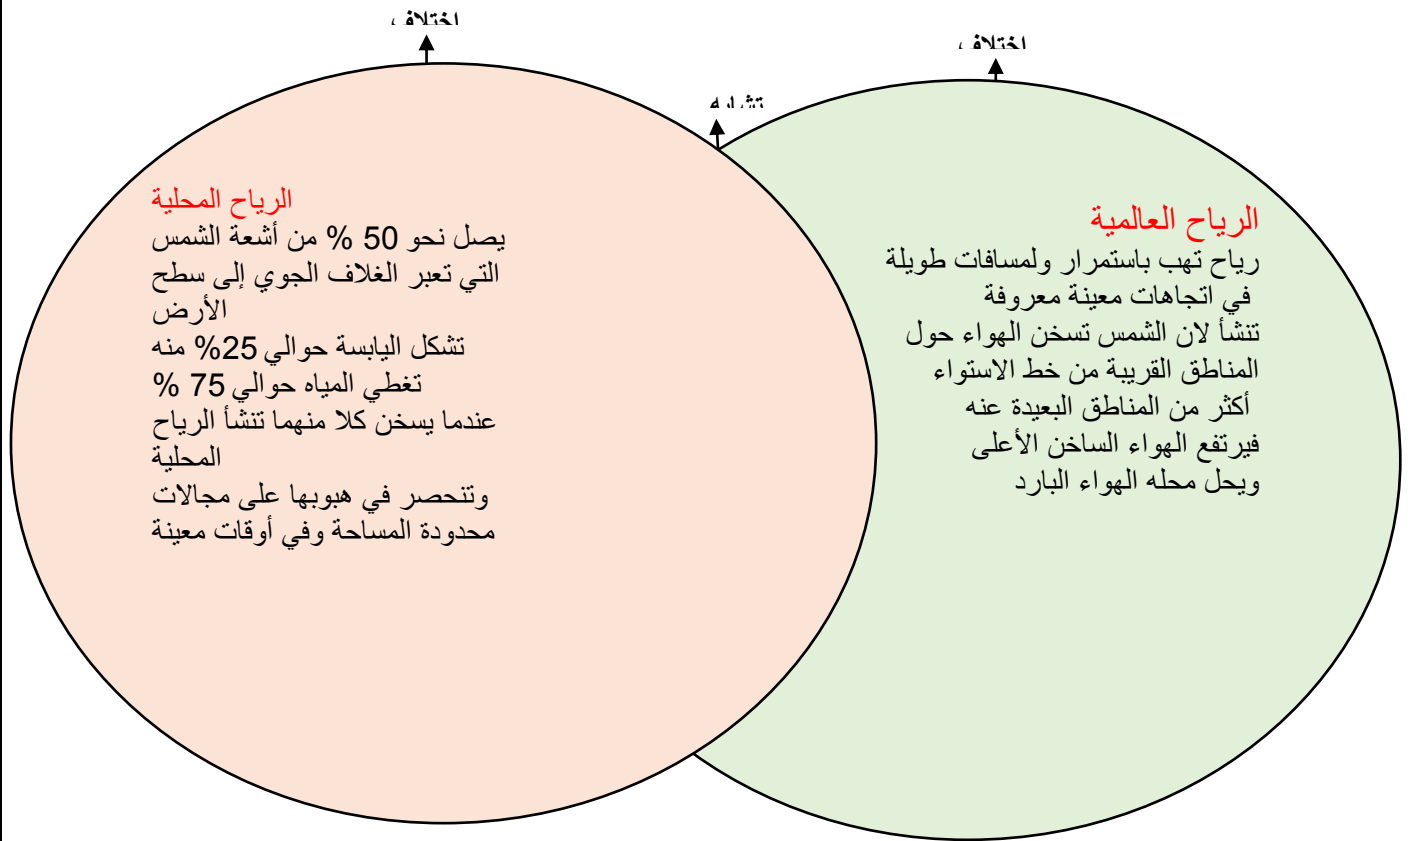 اختلاف
اختلاف
تشابه
الرياح العالمية
رياح تهب باستمرار ولمسافات طويلة
في اتجاهات معينة معروفة
تنشأ لان الشمس تسخن الهواء حول
المناطق القريبة من خط الاستواء
أكثر من المناطق البعيدة عنه
فيرتفع الهواء الساخن الأعلى
ويحل محله الهواء البارد
الرياح المحلية
يصل نحو 50 % من أشعة الشمس
التي تعبر الغلاف الجوي إلى سطح
الأرض
تشكل اليابسة حوالي 25% منه
تغطي المياه حوالي 75 %
عندما يسخن كلا منهما تنشأ الرياح
المحلية
وتنحصر في هبوبها على مجالات
محدودة المساحة وفي أوقات معينة